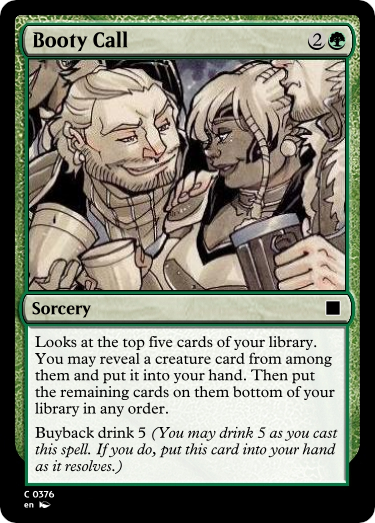 Booty Call 2
Sorcery
Looks at the top five cards of your library.
You may reveal a creature card from among
them and put it into your hand. Then put
the remaining cards on them bottom of your
library in any order.
Buyback drink 5 (You may drink 5 as you cast
this spell. If you do, put this card into your hand
as it resolves.)
C 0376
en